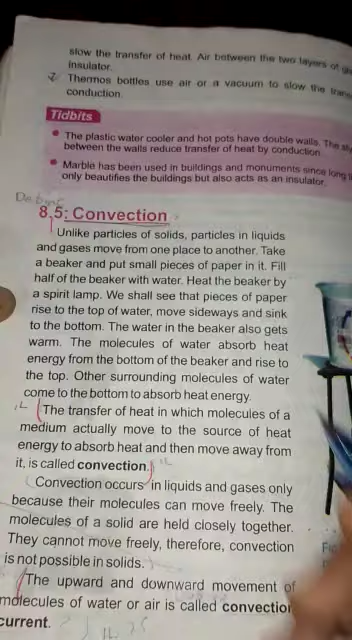 slow the transfer of heat. Air between the two layers of
insulator.
2. Thermos bottles use air or a vacuum to slow the
conduction.
Tidbits
• The plastic water cooler and hot pots have double walls. The
between the walls reduce transfer of heat by conduction
• Marble has been used in buildings and monuments since long
only beautifies the buildings but also acts as an insulator.
8.5: Convection
Unlike particles of solids, particles in liquids
and gases move from one place to another. Take
a beaker and put small pieces of paper in it. Fill
half of the beaker with water. Heat the beaker by
a spirit lamp. We shall see that pieces of paper
rise to the top of water, move sideways and sink
to the bottom. The water in the beaker also gets
warm. The molecules of water absorb heat
energy from the bottom of the beaker and rise to
the top. Other surrounding molecules of water
come to the bottom to absorb heat energy.
The transfer of heat in which molecules of a
medium actually move to the source of heat
energy to absorb heat and then move away from
it, is called convection.
Convection occurs in liquids and gases only
because their molecules can move freely. The
molecules of a solid are held closely together.
They cannot move freely, therefore, convection
is not possible in solids.
The upward and downward movement of
molecules of water or air is called convection
current.